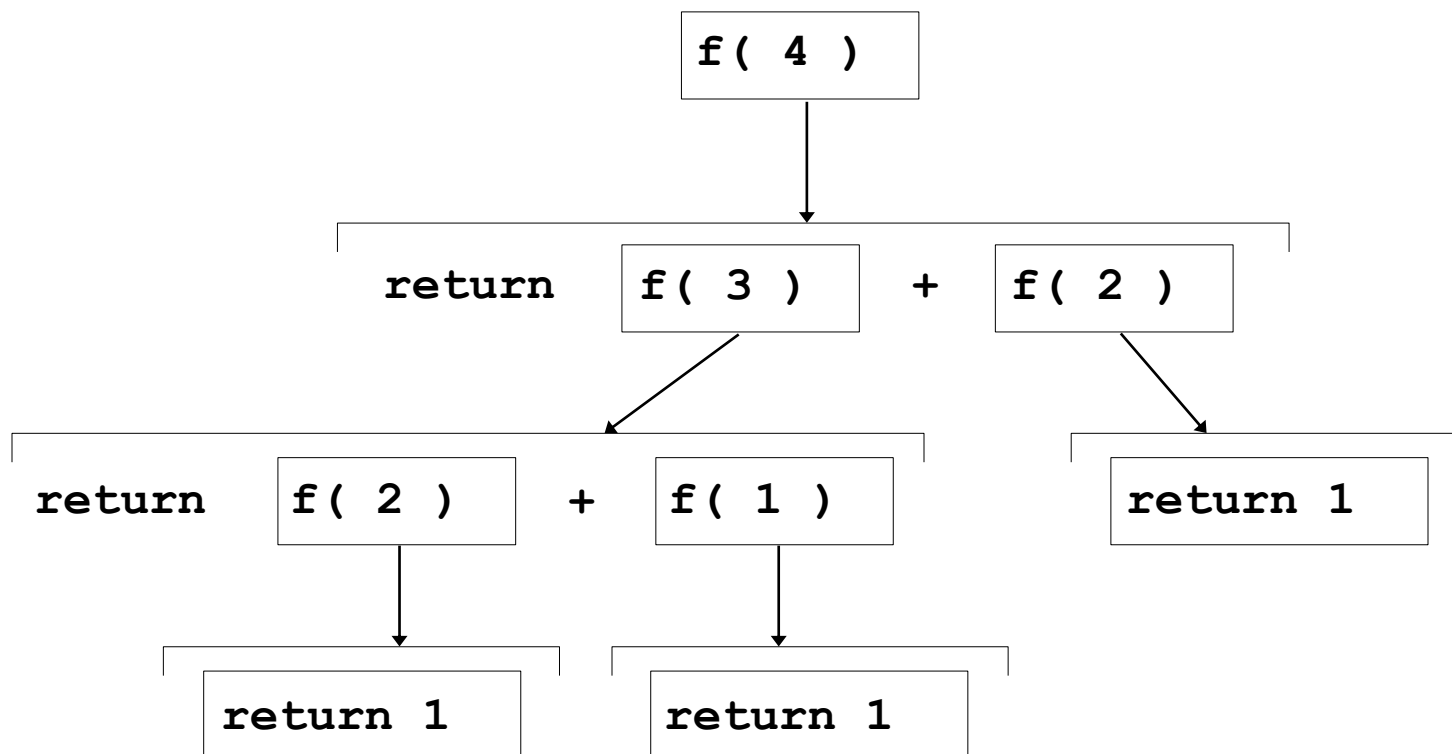 f( 4 )
return f( 3 ) + f( 2 )
return f( 2 ) + f( 1 ) return 1
return 1 return 1